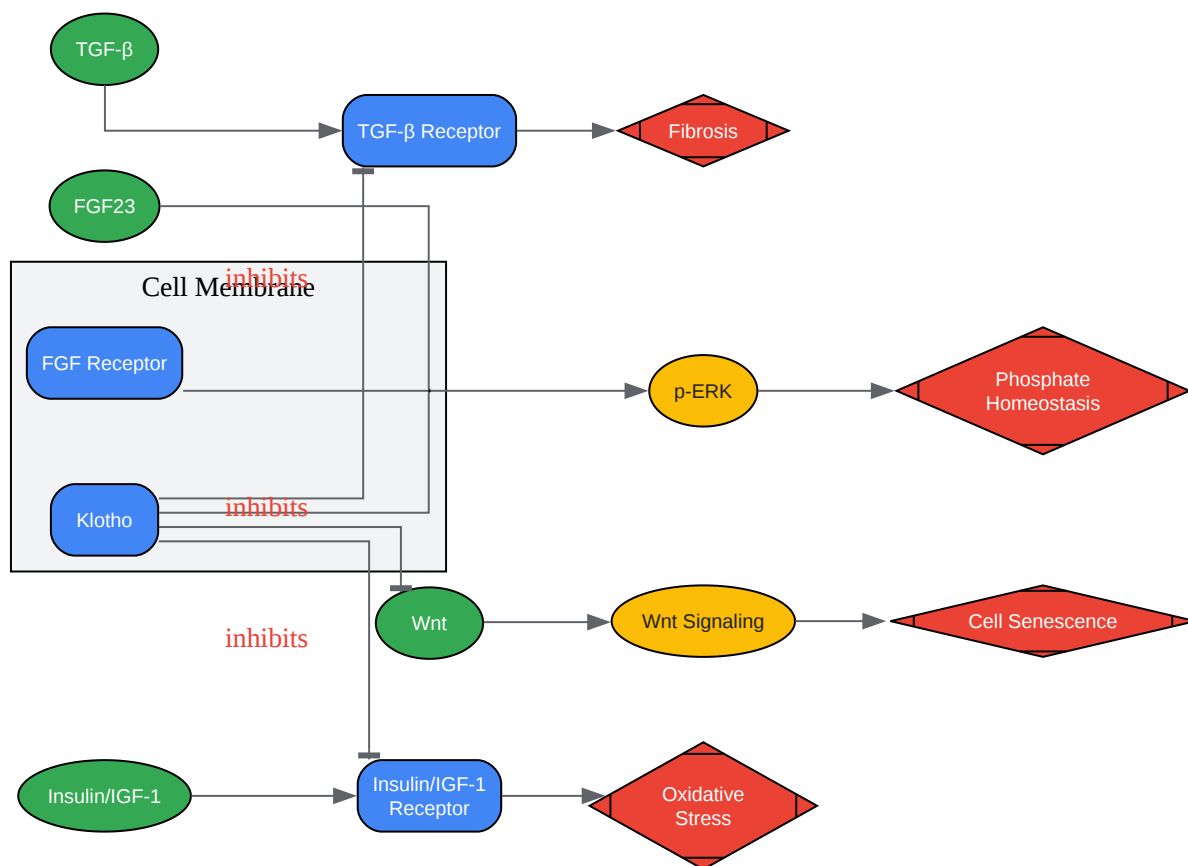 TGF-β
TGF-β Receptor
Fibrosis
FGF23
inhibits
Cell Membrane
FGF Receptor
p-ERK
Phosphate
Homeostasis
Klotho
inhibits
Wnt
Wnt Signaling
Cell Senescence
inhibits
Insulin/IGF-1
Insulin/IGF-1
Receptor
Oxidative
Stress